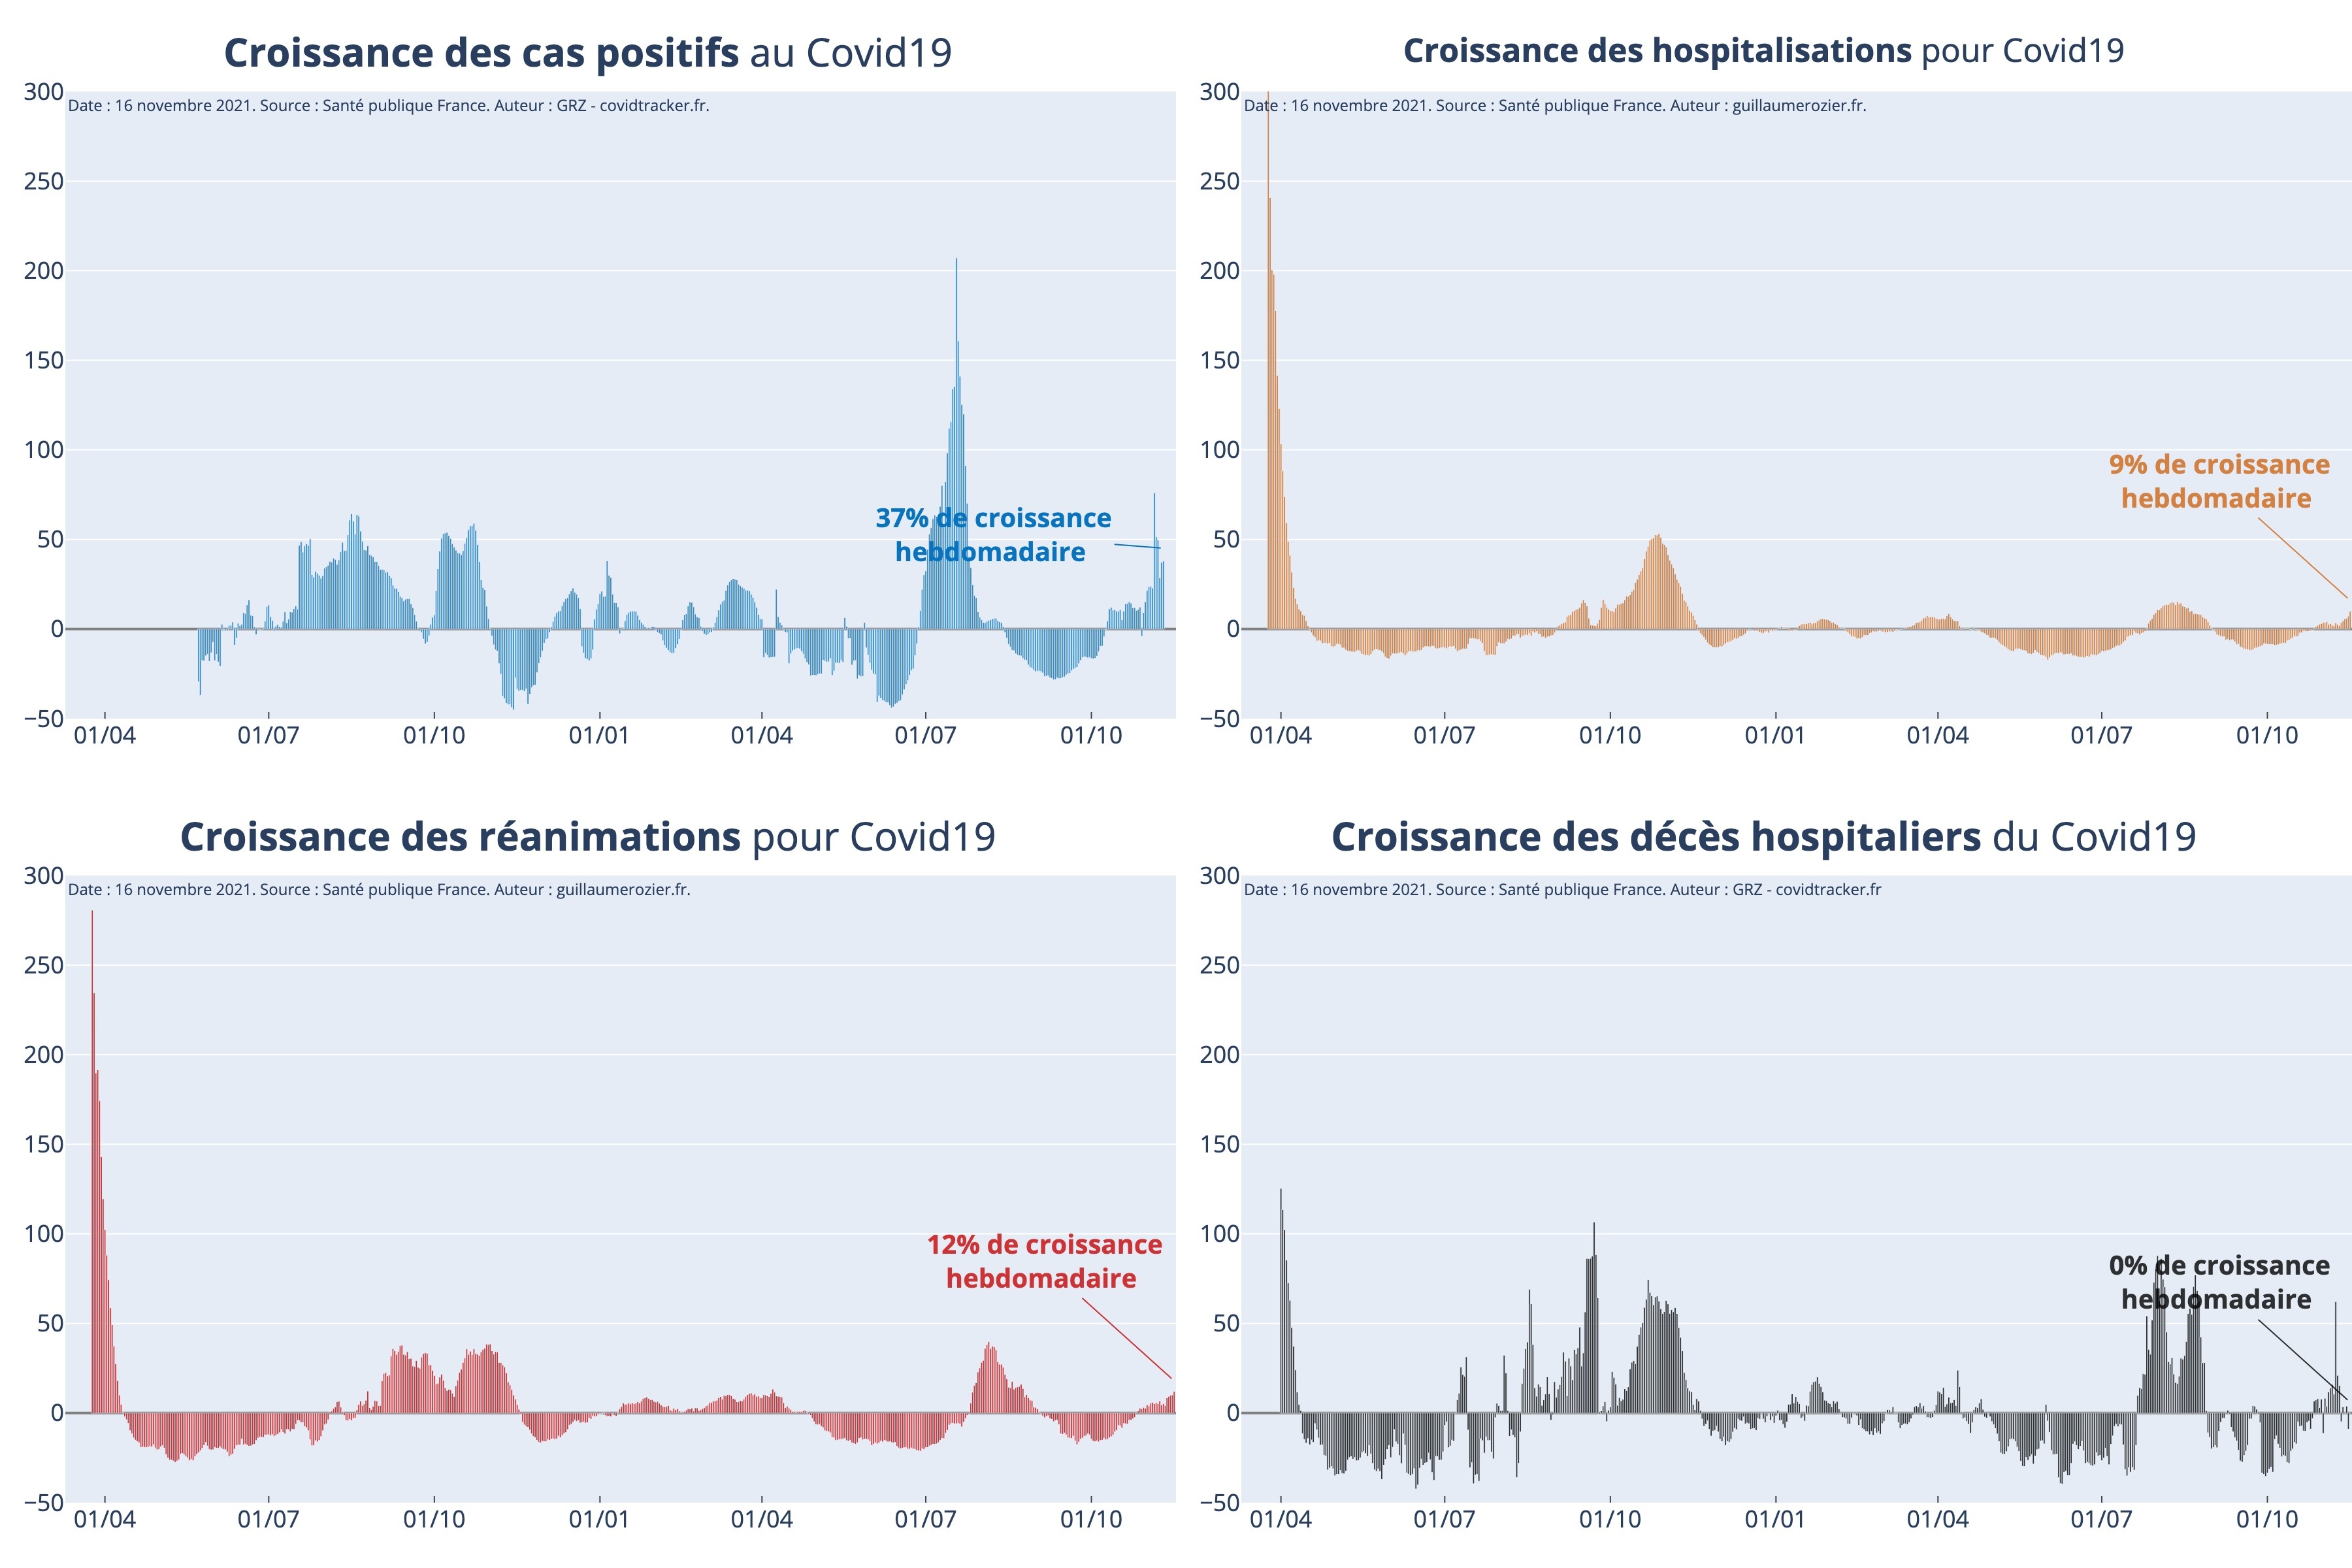 Croissance des cas positifs au Covid19
Date : 16 novembre 2021. Source : Santé publique France. Auteur : GRZ - covidtracker.fr.
300
250
200
150
100
50
0
−50
37% de croissance
hebdomadaire
01/04 01/07 01/10 01/01 01/04 01/07 01/10
Croissance des hospitalisations pour Covid19
Date : 16 novembre 2021. Source : Santé publique France. Auteur : guillaumerozier.fr.
300
250
200
150
100
50
0
−50
9% de croissance
hebdomadaire
01/04 01/07 01/10 01/01 01/04 01/07 01/10
Croissance des réanimations pour Covid19
Date : 16 novembre 2021. Source : Santé publique France. Auteur : guillaumerozier.fr.
300
250
200
150
100
50
0
−50
12% de croissance
hebdomadaire
01/04 01/07 01/10 01/01 01/04 01/07 01/10
Croissance des décès hospitaliers du Covid19
Date : 16 novembre 2021. Source : Santé publique France. Auteur : GRZ - covidtracker.fr
300
250
200
150
100
50
0
−50
0% de croissance
hebdomadaire
01/04 01/07 01/10 01/01 01/04 01/07 01/10